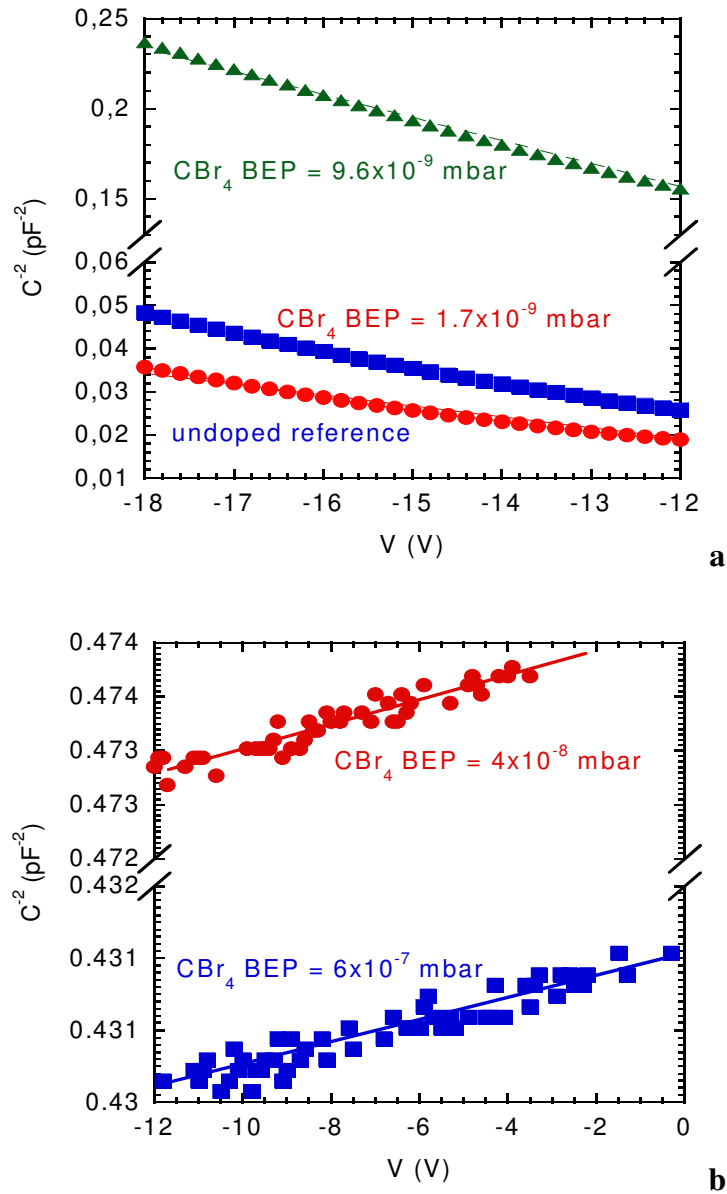 0,25
0,2
CBr4 BEP = 9.6x10-9 mbar
0,15
C-2 (pF-2)
0,06
0,05
CBr4 BEP = 1.7x10-9 mbar
0,04
0,03
undoped reference
0,02
0,01
-18 -17 -16 -15 -14 -13 -12
V (V)
a
0.474
0.474
0.473
CBr4 BEP = 4x10-8 mbar
0.473
0.472
C-2 (pF-2)
0.432
0.431
CBr4 BEP = 6x10-7 mbar
0.431
0.43
-12 -10 -8 -6 -4 -2 0
V (V)
b